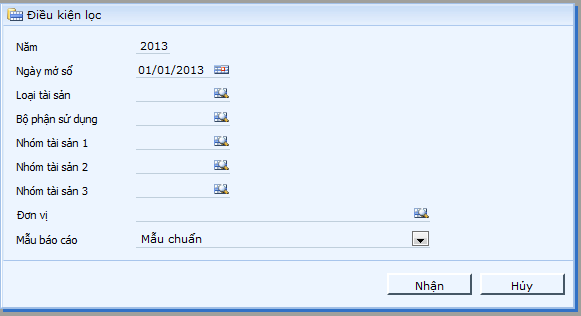 Điều kiện lọc
Năm 2013
Ngày mở sổ 01/01/2013
Loại tài sản
Bộ phận sử dụng
Nhóm tài sản 1
Nhóm tài sản 2
Nhóm tài sản 3
Đơn vị
Mẫu báo cáo Mẫu chuẩn
Nhận Hủy